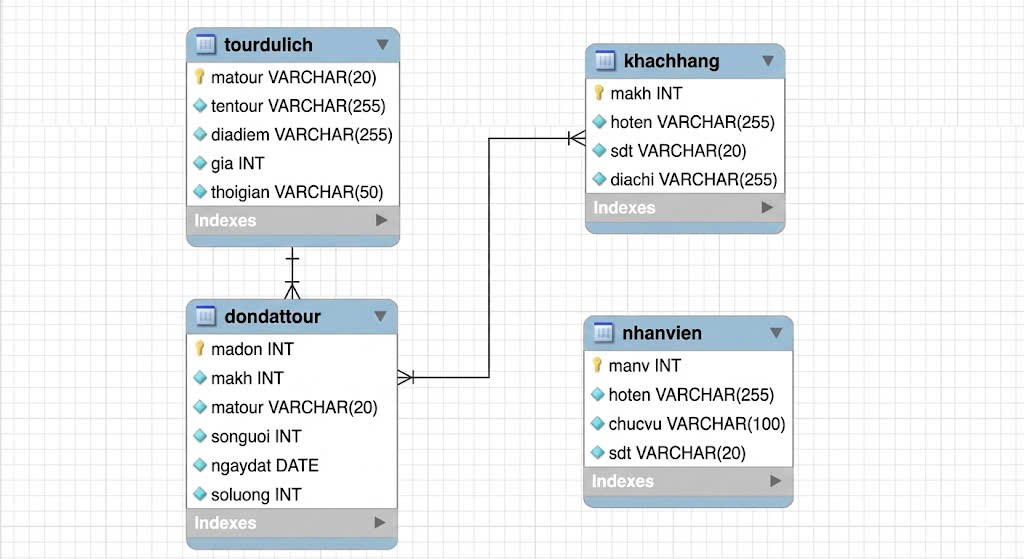 tourdulich
matour VARCHAR(20)
tentour VARCHAR(255)
diadiem VARCHAR(255)
gia INT
thoigian VARCHAR(50)
Indexes
khachhang
makh INT
hoten VARCHAR(255)
sdt VARCHAR(20)
diachi VARCHAR(255)
Indexes
dondattour
madon INT
makh INT
matour VARCHAR(20)
songuoi INT
ngaydat DATE
soluong INT
Indexes
nhanvien
manv INT
hoten VARCHAR(255)
chucvu VARCHAR(100)
sdt VARCHAR(20)
Indexes